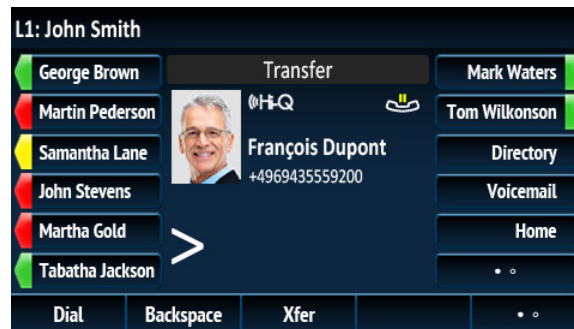 L1: John Smith
George Brown
Martin Pederson
Samantha Lane
John Stevens
Martha Gold
Tabatha Jackson
Transfer
Hi-Q
François Dupont
+4969435559200
>
Mark Waters
Tom Wilkonson
Directory
Voicemail
Home
Dial
Backspace
Xfer